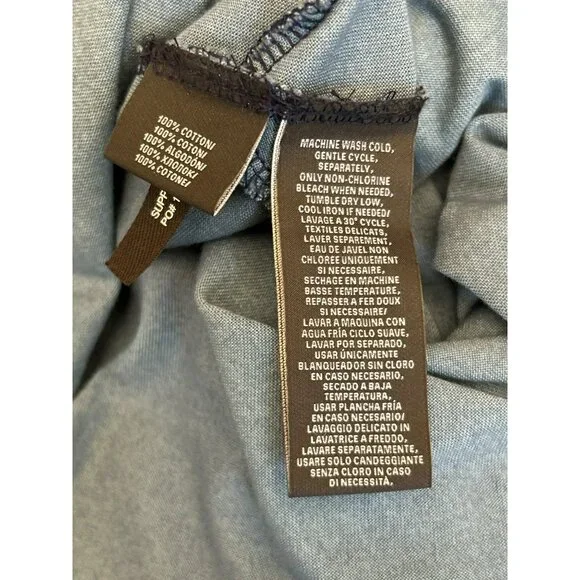 100% COTTON/
100% COTTON/
100% ALGODÓN/
100% ХЛОПОК/
100% COTONE/
SUPP
PO# 1
MACHINE WASH COLD,
GENTLE CYCLE,
SEPARATELY,
ONLY NON-CHLORINE
BLEACH WHEN NEEDED,
TUMBLE DRY LOW,
COOL IRON IF NEEDED/
LAVAGE A 30° CYCLE,
TEXTILES DELICATS,
LAVER SEPAREMENT,
EAU DE JAVEL NON
CHLOREE UNIQUEMENT
SI NECESSAIRE,
SECHAGE EN MACHINE
BASSE TEMPERATURE,
REPASSER A FER DOUX
SI NECESSAIRE/
LAVAR A MAQUINA CON
AGUA FRÍA CICLO SUAVE,
LAVAR POR SEPARADO,
USAR ÚNICAMENTE
BLANQUEADOR SIN CLORO
EN CASO NECESARIO,
SECADO A BAJA
TEMPERATURA,
USAR PLANCHA FRÍA
EN CASO NECESARIO/
LAVAGGIO DELICATO IN
LAVATRICE A FREDDO,
LAVARE SEPARATAMENTE,
USARE SOLO CANDEGGIANTE
SENZA CLORO IN CASO
DI NECESSITÀ.